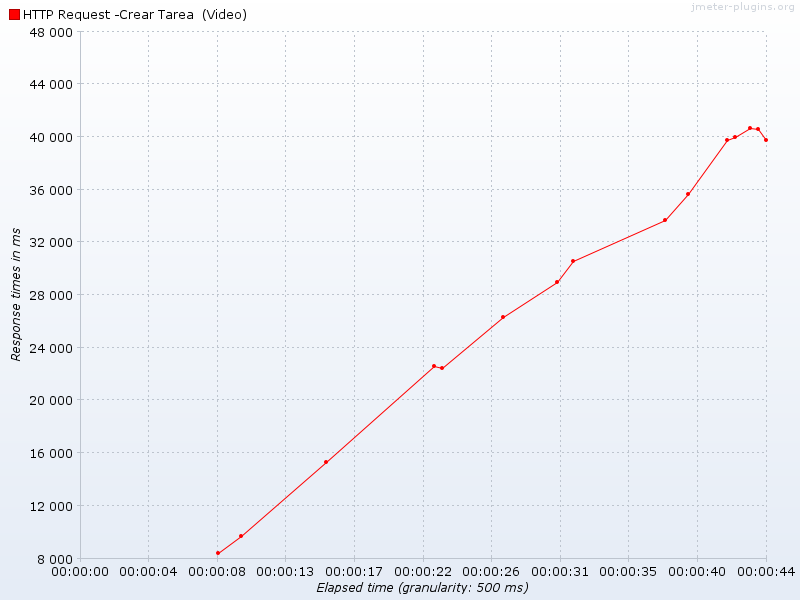 jmeter-plugins.org
HTTP Request -Crear Tarea  (Video)
48 000
44 000
40 000
36 000
32 000
28 000
24 000
20 000
16 000
12 000
8 000
Response times in ms
00:00:00 00:00:04 00:00:08 00:00:13 00:00:17 00:00:22 00:00:26 00:00:31 00:00:35 00:00:40 00:00:44
Elapsed time (granularity: 500 ms)